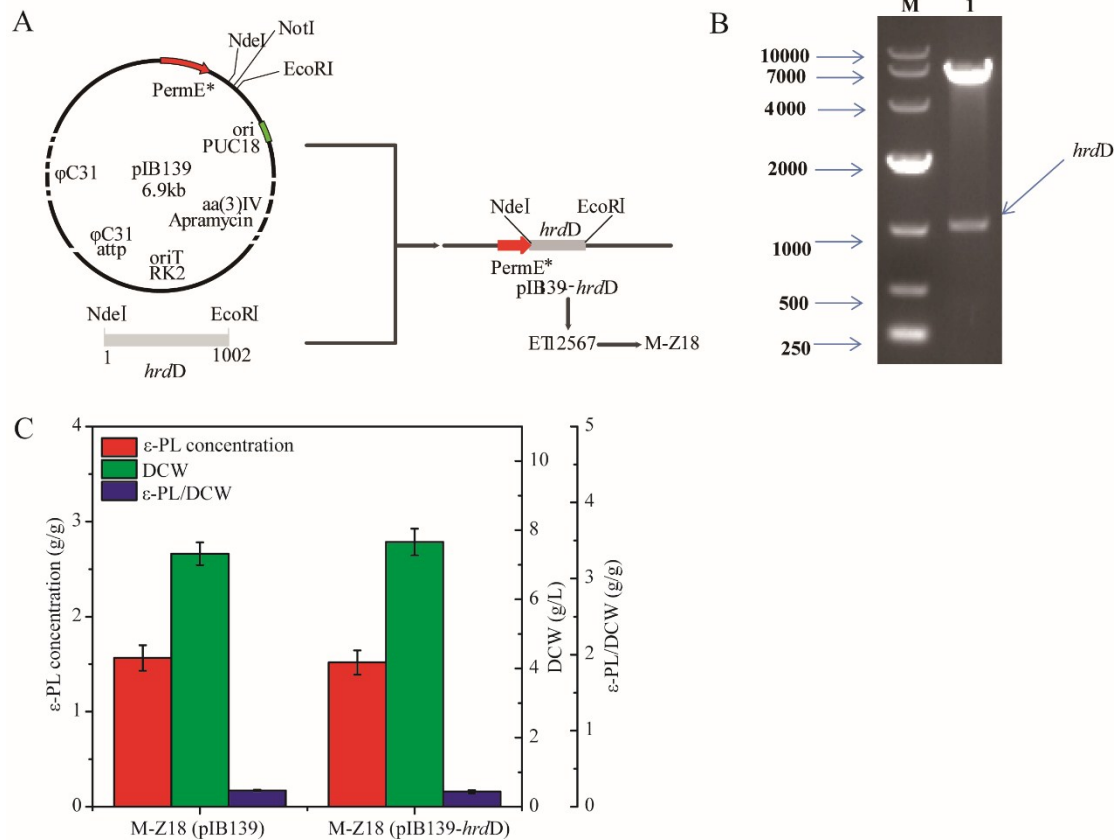 A
NdeI
NotI
EcoRI
PermE*
ori
PUC18
φC31
pIB139
6.9kb
aa(3)IV
Apramycin
φC31
attp
oriT
RK2
NdeI
EcoRI
1
1002
hrdD
NdeI
hrdD
EcoRI
PermE*
pIB139-hrdD
ET12567
M-Z18
B
M
1
10000
7000
4000
2000
1000
500
250
hrdD
C
ε-PL concentration
DCW
ε-PL/DCW
4
3
2
1
0
ε-PL concentration (g/g)
10
8
6
4
2
0
DCW (g/L)
5
4
3
2
1
0
ε-PL/DCW (g/g)
M-Z18 (pIB139)
M-Z18 (pIB139-hrdD)